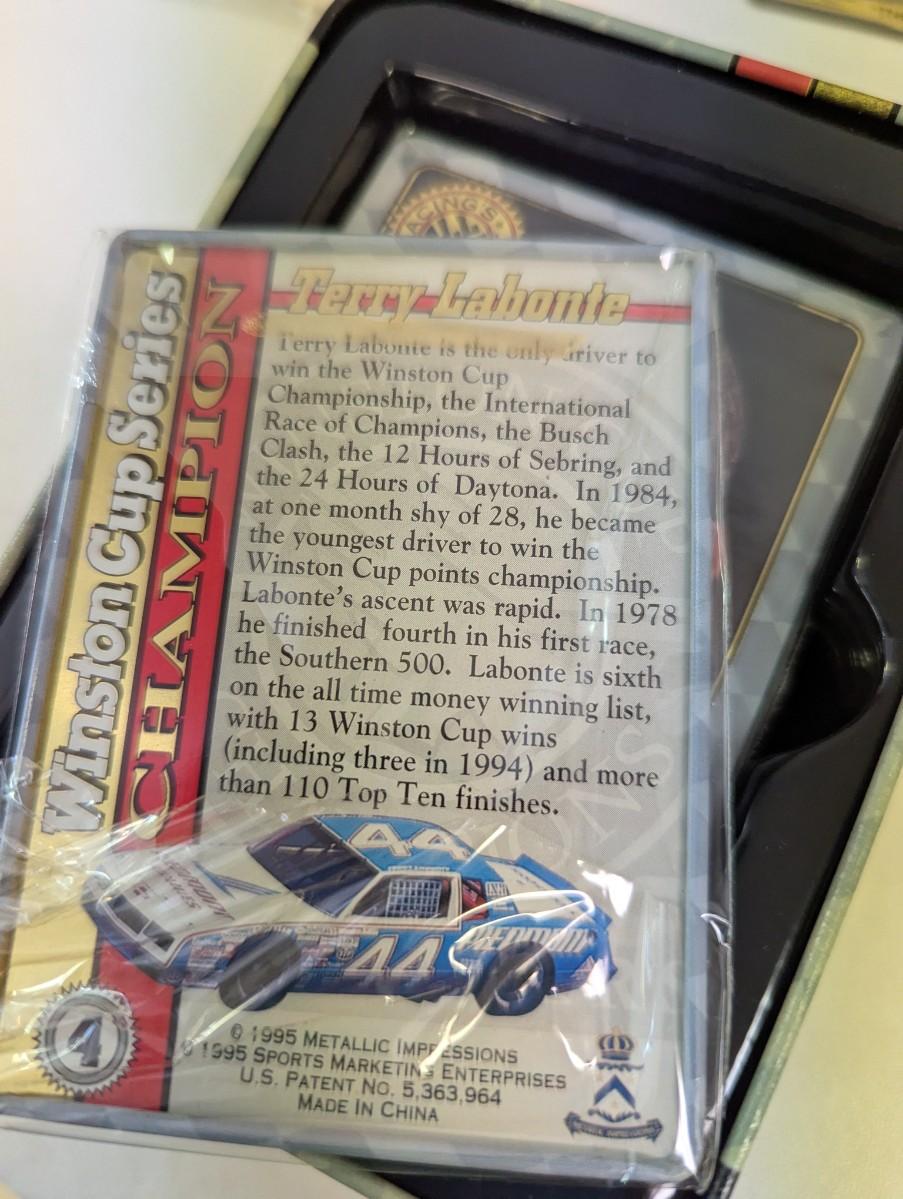 RACING'S
Winston Cup Series
CHAMPION
Terry Labonte
Terry Labonte is the only driver to
win the Winston Cup
Championship, the International
Race of Champions, the Busch
Clash, the 12 Hours of Sebring, and
the 24 Hours of Daytona. In 1984,
at one month shy of 28, he became
the youngest driver to win the
Winston Cup points championship.
Labonte's ascent was rapid. In 1978
he finished fourth in his first race,
the Southern 500. Labonte is sixth
on the all time money winning list,
with 13 Winston Cup wins
(including three in 1994) and more
than 110 Top Ten finishes.
44
44
PIEDMONT
4
© 1995 METALLIC IMPRESSIONS
© 1995 SPORTS MARKETING ENTERPRISES
U.S. PATENT NO. 5,363,964
MADE IN CHINA